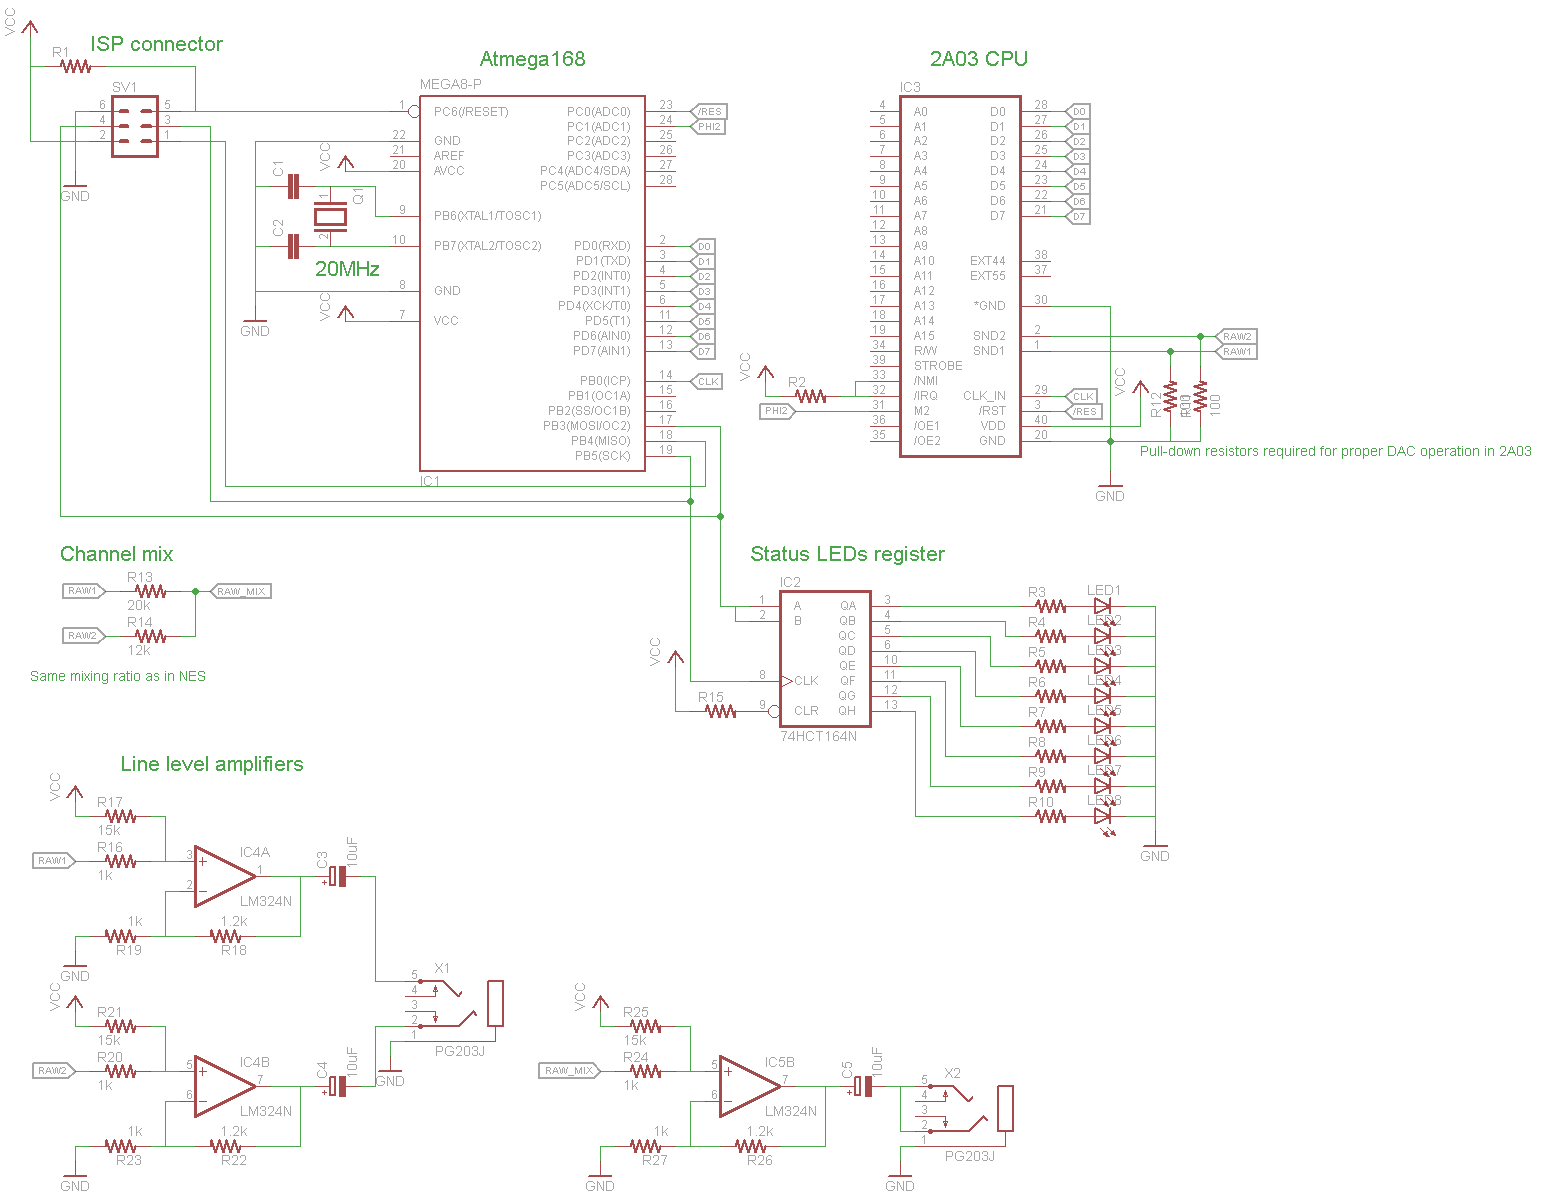 VCC
R1
ISP connector
SV1
6 5
4 3
2 1
GND
Atmega168
MEGA8-P
1 PC6(/RESET)
22 GND
21 AREF
20 AVCC
9 PB6(XTAL1/TOSC1)
10 PB7(XTAL2/TOSC2)
8 GND
7 VCC
PC0(ADC0) 23 /RES
PC1(ADC1) 24 PHI2
PC2(ADC2) 25
PC3(ADC3) 26
PC4(ADC4/SDA) 27
PC5(ADC5/SCL) 28
PD0(RXD) 2 D0
PD1(TXD) 3 D1
PD2(INT0) 4 D2
PD3(INT1) 5 D3
PD4(XCK/T0) 6 D4
PD5(T1) 11 D5
PD6(AIN0) 12 D6
PD7(AIN1) 13 D7
PB0(ICP) 14 CLK
PB1(OC1A) 15
PB2(SS/OC1B) 16
PB3(MOSI/OC2) 17
PB4(MISO) 18
PB5(SCK) 19
IC1
VCC
C1
1
Q1
C2
2
20MHz
VCC
GND
2A03 CPU
IC3
4 A0
5 A1
6 A2
7 A3
8 A4
9 A5
10 A6
11 A7
12 A8
13 A9
14 A10
15 A11
16 A12
17 A13
18 A14
19 A15
34 R/W
39 STROBE
33 /NMI
32 /IRQ
31 M2
36 /OE1
35 /OE2
D0 28 D0
D1 27 D1
D2 26 D2
D3 25 D3
D4 24 D4
D5 23 D5
D6 22 D6
D7 21 D7
EXT44 38
EXT55 37
*GND 30
SND2 2 RAW2
SND1 1 RAW1
CLK_IN 29 CLK
/RST 3 /RES
VDD 40
GND 20
VCC
R2
PHI2
VCC
R12
100
Pull-down resistors required for proper DAC operation in 2A03
GND
Channel mix
RAW1
R13
20k
RAW_MIX
RAW2
R14
12k
Same mixing ratio as in NES
Status LEDs register
IC2
1 A
2 B
8 CLK
9 CLR
QA 3
QB 4
QC 5
QD 6
QE 10
QF 11
QG 12
QH 13
74HCT164N
VCC
R15
R3 LED1
R4 LED2
R5 LED3
R6 LED4
R7 LED5
R8 LED6
R9 LED7
R10 LED8
GND
Line level amplifiers
VCC
R17
15k
RAW1
R16
1k
3
2
1
IC4A
LM324N
C3
10uF
1k
R19
1.2k
R18
GND
VCC
R21
15k
RAW2
R20
1k
5
6
7
IC4B
LM324N
C4
10uF
1k
R23
1.2k
R22
GND
X1
5
4
3
2
1
PG203J
GND
VCC
R25
15k
RAW_MIX
R24
1k
5
6
7
IC5B
LM324N
C5
10uF
1k
R27
1.2k
R26
GND
X2
5
4
3
2
1
PG203J
GND